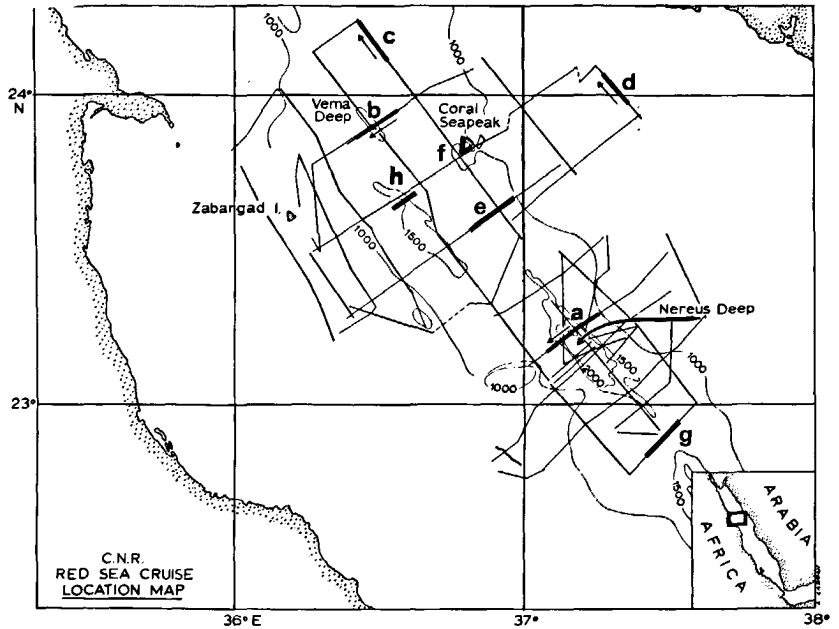 1000
1000
c
24°
N
d
Vema
Deep
b
Coral
Seapeak
f
h
Zabargad I.
1000
1500
e
1000
a
Nereus Deep
1500
2000
1000
1000
23°
g
1500
C.N.R.
RED SEA CRUISE
LOCATION MAP
AFRICA
ARABIA
36°E
37°
38°